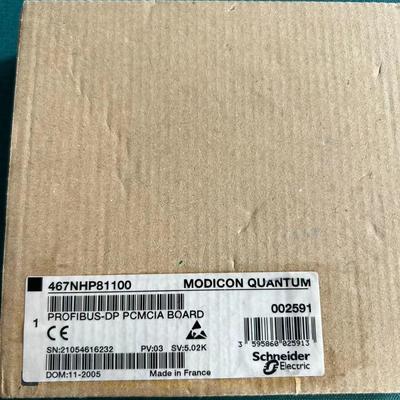 467NHP81100 MODICON QUANTUM
002591
1 PROFIBUS-DP PCMCIA BOARD
CE
3 595860 025913
SN:21054616232 PV:03 SV:5.02K
Schneider Electric
DOM:11-2005 Made in France